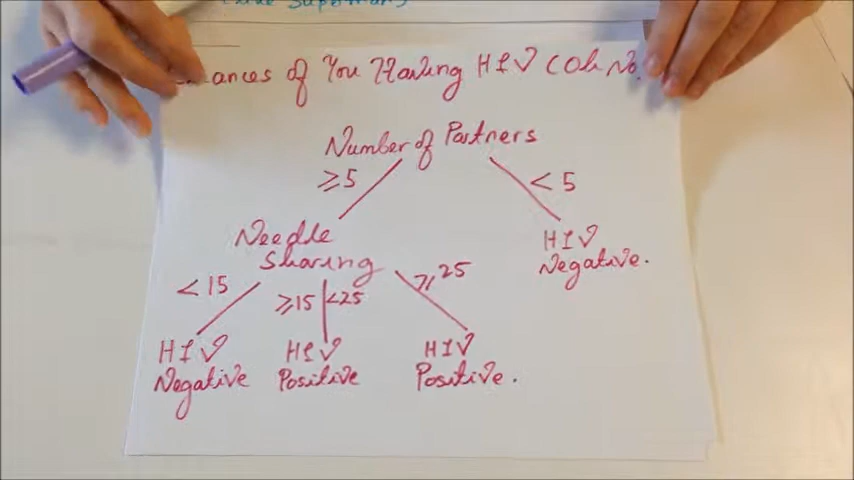 ances of You Having HIV (Oh No.
Number of Partners
≥5
< 5
Needle
Sharing
HIV
Negative.
< 15
≥15 <25
≥25
HIV
Negative
HIV
Positive
HIV
Positive.